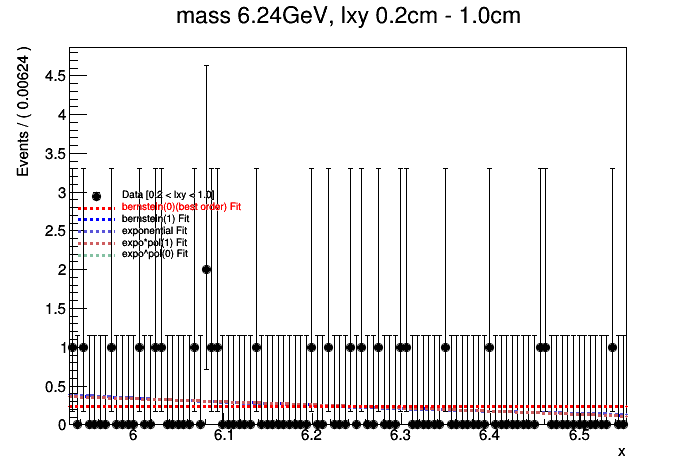 mass 6.24GeV, lxy 0.2cm - 1.0cm
Events / ( 0.00624 )
4.5
4
3.5
3
2.5
2
1.5
1
0.5
0
Data [0.2 < lxy < 1.0]
bernstein(0)(best order) Fit
bernstein(1) Fit
exponential Fit
expo*pol(1) Fit
expo^pol(0) Fit
6 6.1 6.2 6.3 6.4 6.5
x